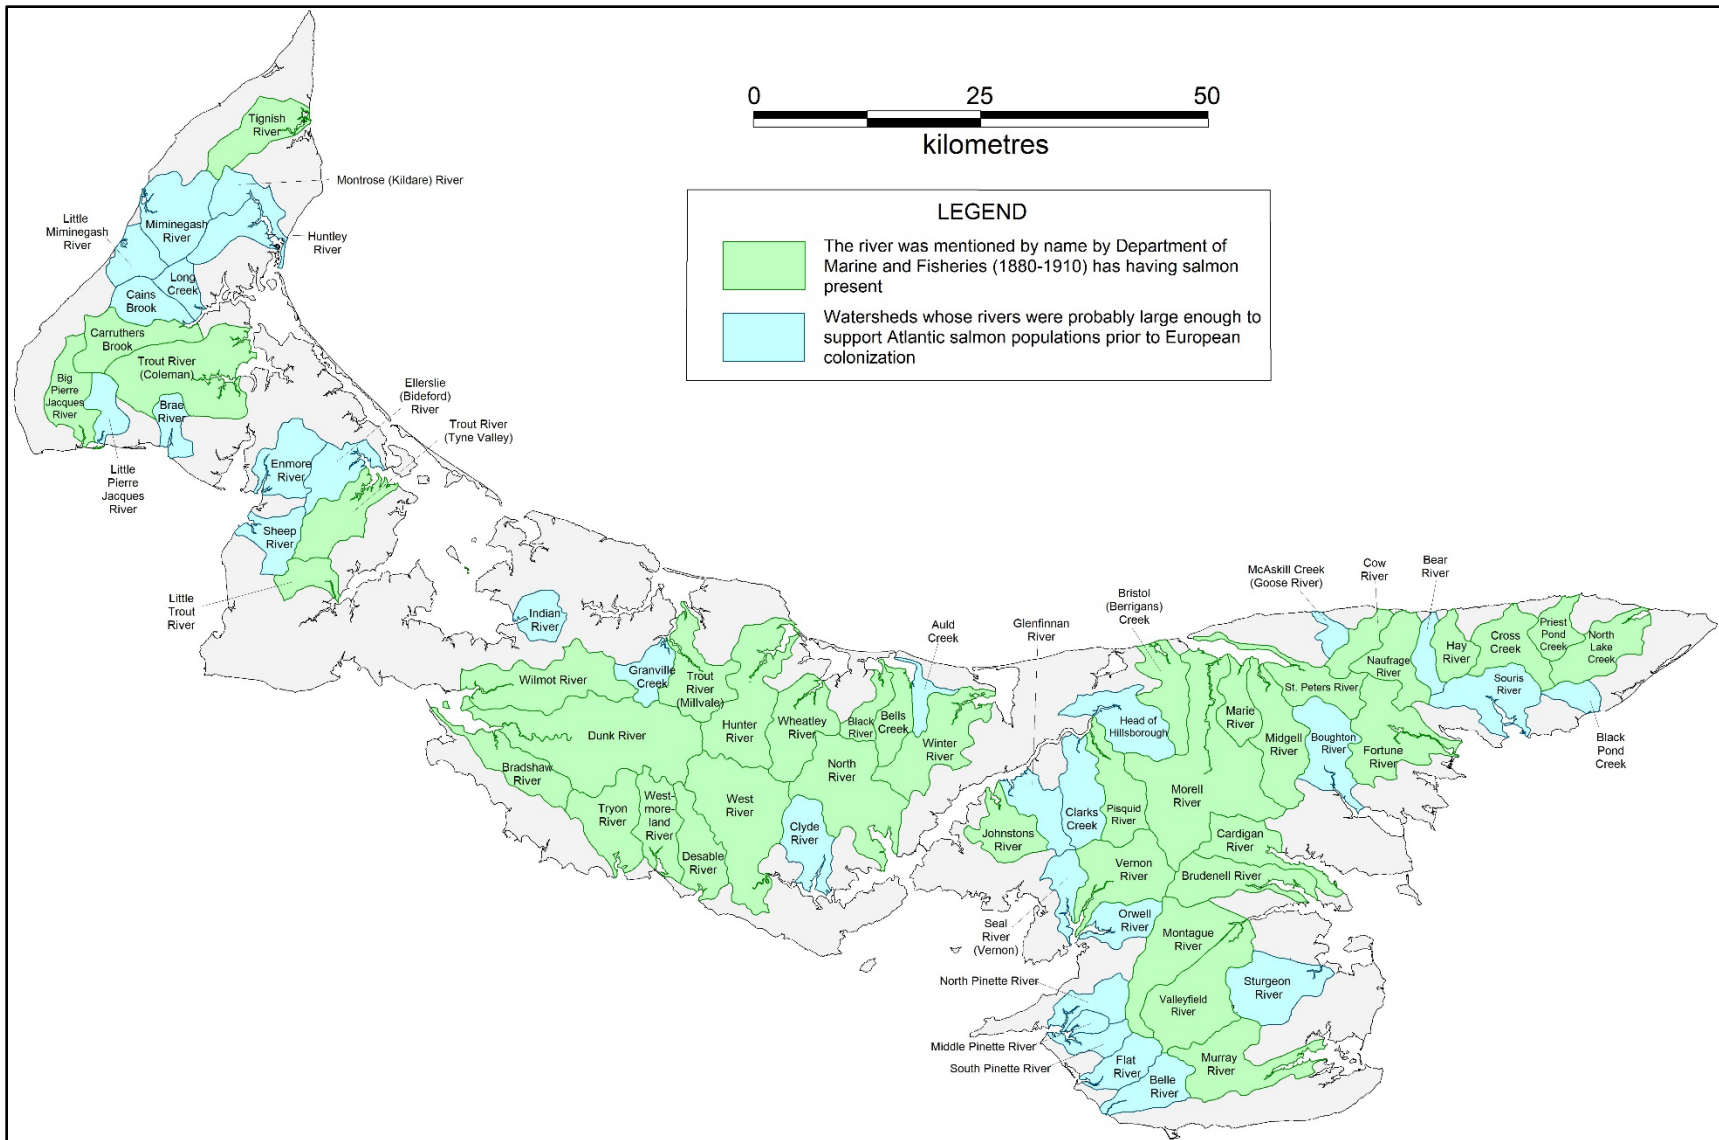 0 25 50
kilometres
LEGEND
The river was mentioned by name by Department of
Marine and Fisheries (1880-1910) has having salmon
present
Watersheds whose rivers were probably large enough to
support Atlantic salmon populations prior to European
colonization
Tignish
River
Montrose (Kildare) River
Little
Miminegash
River
Miminegash
River
Huntley
River
Long
Creek
Cains
Brook
Carruthers
Brook
Trout River
(Coleman)
Big
Pierre
Jacques
River
Brae
River
Little
Pierre
Jacques
River
Ellerslie
(Bideford)
River
Trout River
(Tyne Valley)
Enmore
River
Sheep
River
Little
Trout
River
Indian
River
Granville
Creek
Wilmot River
Trout
River
(Millvale)
Dunk River
Hunter
River
Wheatley
River
Black
River
Bells
Creek
Auld
Creek
Winter
River
Bradshaw
River
Tryon
River
West-
more-
land
River
Desable
River
West
River
North
River
Clyde
River
Glenfinnan
River
Bristol
(Berrigans)
Creek
McAskill Creek
(Goose River)
Cow
River
Bear
River
Hay
River
Cross
Creek
Priest
Pond
Creek
North
Lake
Creek
Naufrage
River
Souris
River
Black
Pond
Creek
St. Peters River
Head of
Hillsborough
Marie
River
Midgell
River
Boughton
River
Fortune
River
Morell
River
Johnstons
River
Clarks
Creek
Pisquid
River
Cardigan
River
Vernon
River
Brudenell River
Seal
River
(Vernon)
Orwell
River
Montague
River
Sturgeon
River
North Pinette River
Valleyfield
River
Middle Pinette River
South Pinette River
Flat
River
Belle
River
Murray
River